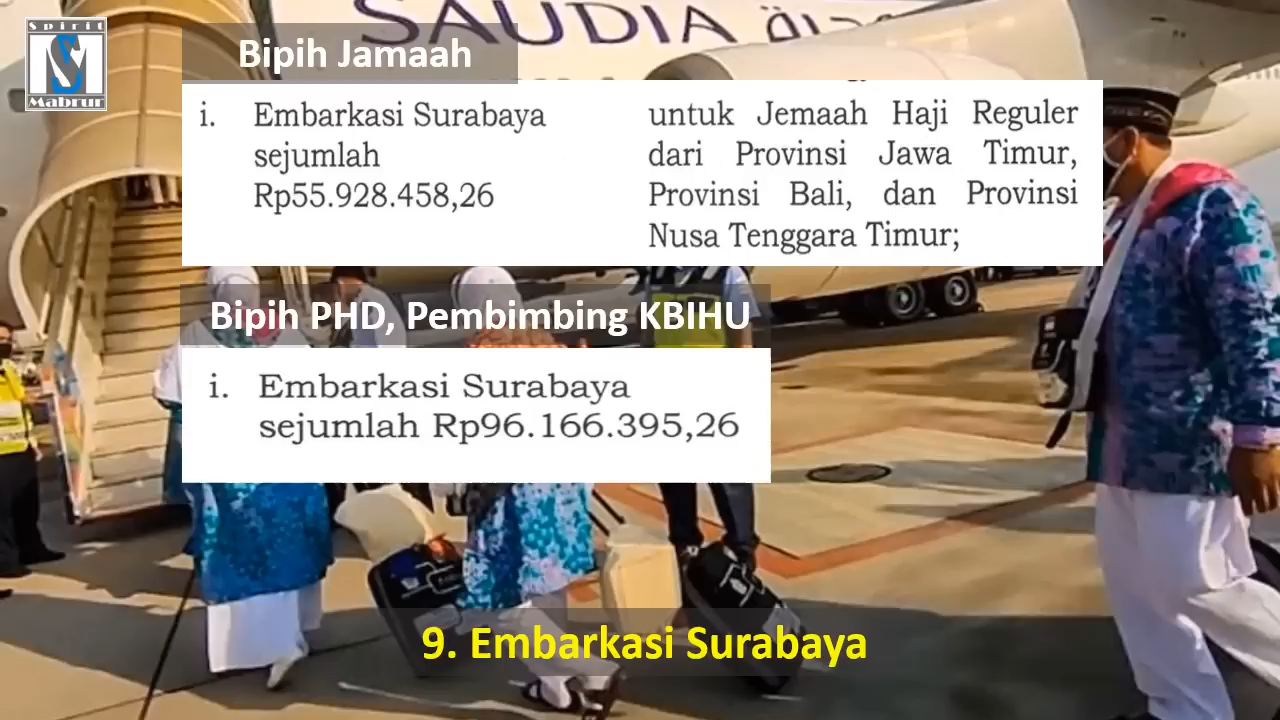 SAUDIA
Spirit
SM
Mabrur
Bipih Jamaah
i. Embarkasi Surabaya
sejumlah
Rp55.928.458,26
untuk Jemaah Haji Reguler
dari Provinsi Jawa Timur,
Provinsi Bali, dan Provinsi
Nusa Tenggara Timur;
Bipih PHD, Pembimbing KBIHU
i. Embarkasi Surabaya
sejumlah Rp96.166.395,26
9. Embarkasi Surabaya